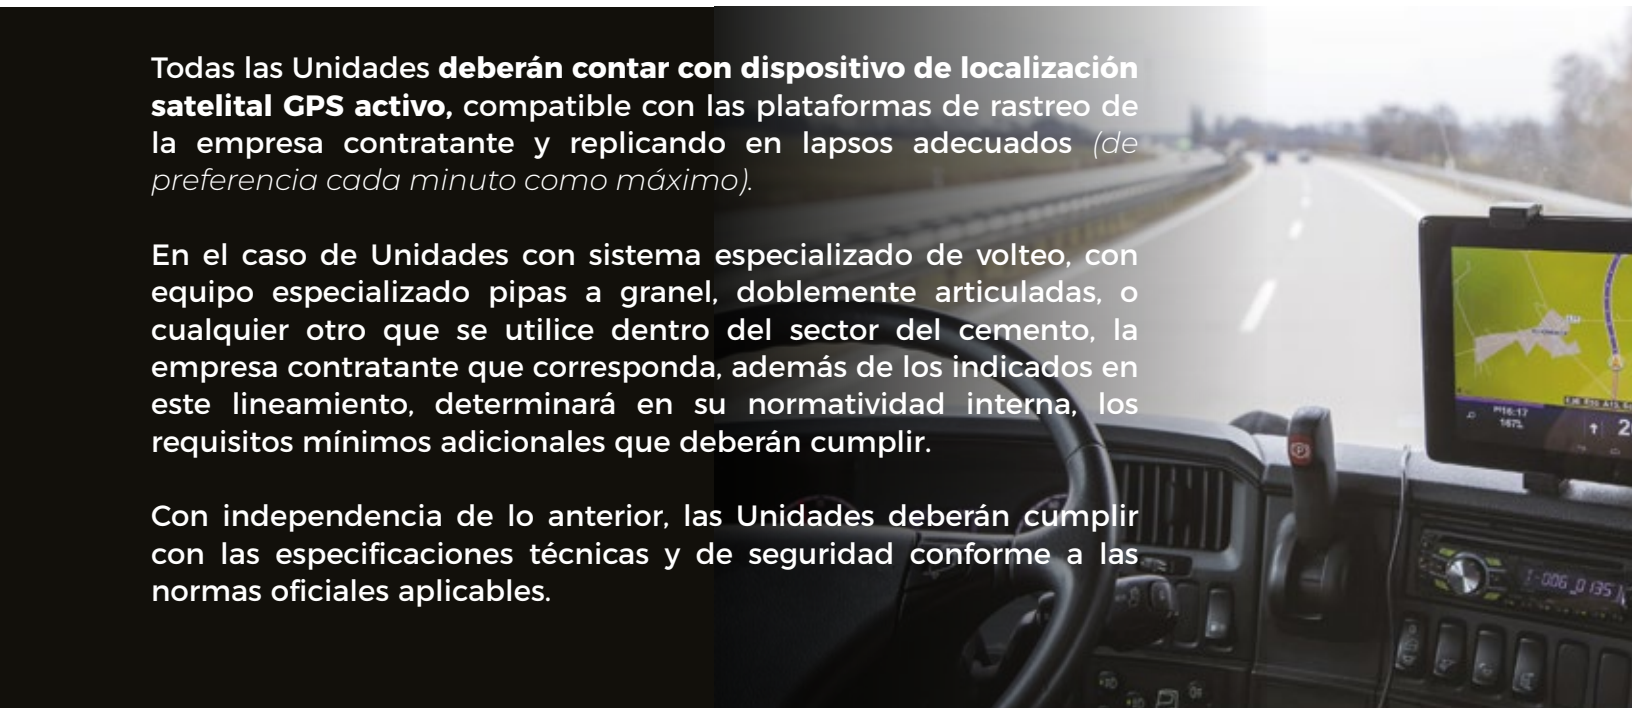 Todas las Unidades deberán contar con dispositivo de localización
satelital GPS activo, compatible con las plataformas de rastreo de
la empresa contratante y replicando en lapsos adecuados (de
preferencia cada minuto como máximo).
En el caso de Unidades con sistema especializado de volteo, con
equipo especializado pipas a granel, doblemente articuladas, o
cualquier otro que se utilice dentro del sector del cemento, la
empresa contratante que corresponda, además de los indicados en
este lineamiento, determinará en su normatividad interna, los
requisitos mínimos adicionales que deberán cumplir.
Con independencia de lo anterior, las Unidades deberán cumplir
con las especificaciones técnicas y de seguridad conforme a las
normas oficiales aplicables.